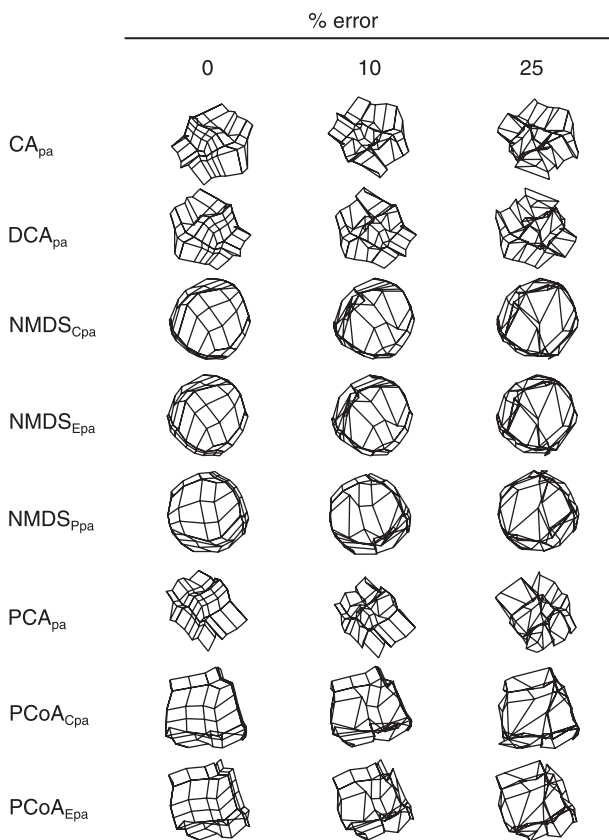 % error
0 10 25
CApa
DCApa
NMDSCpa
NMDSEpa
NMDSPpa
PCApa
PCoACpa
PCoAEpa